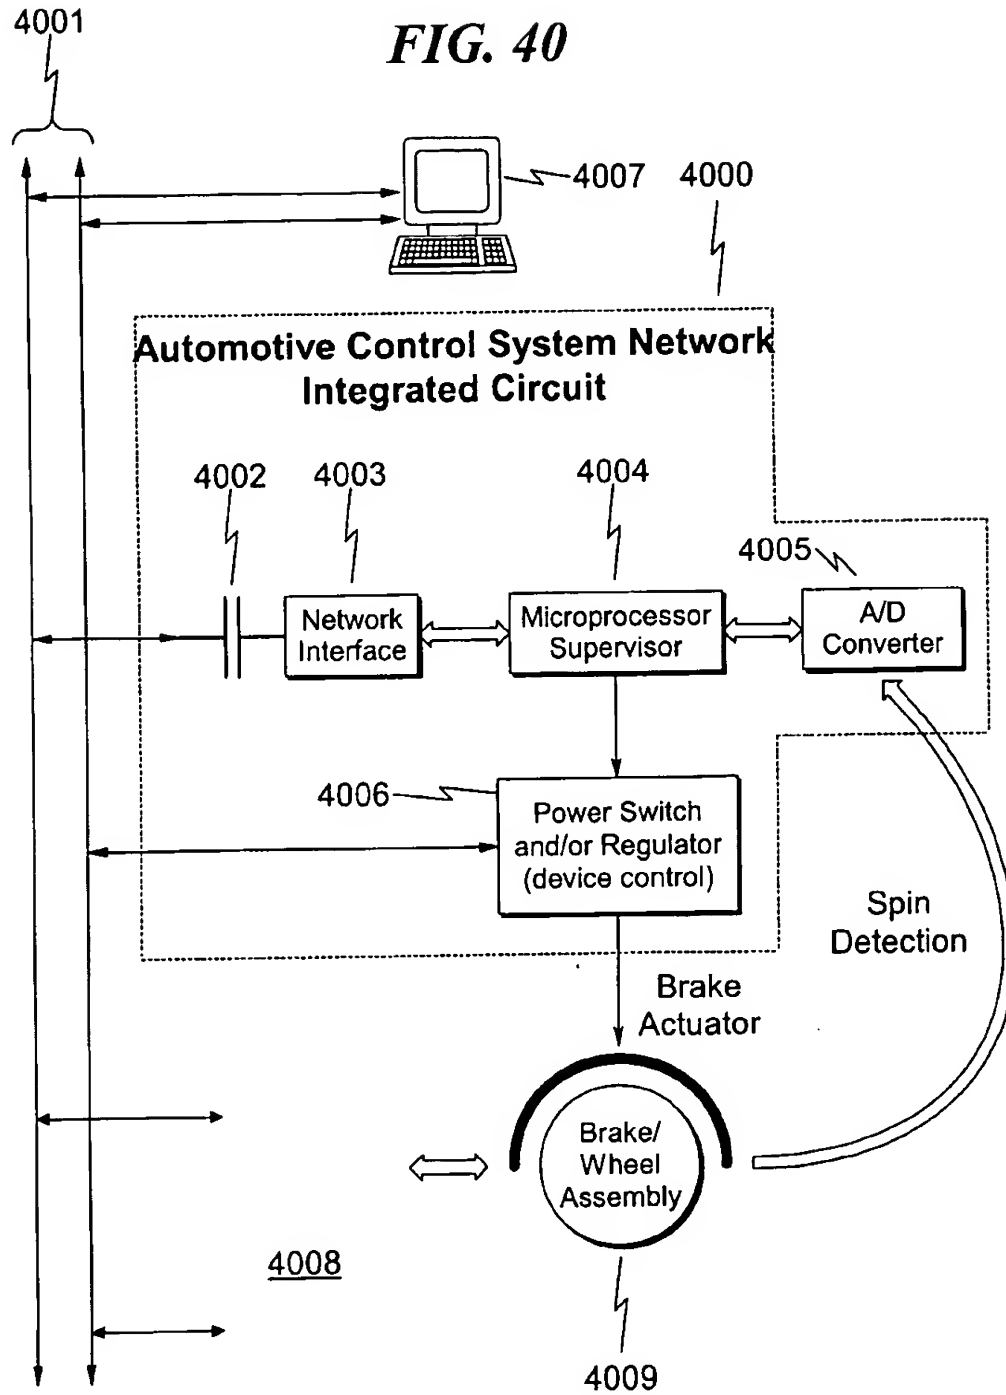 4001
FIG. 40
4007
4000
Automotive Control System Network
Integrated Circuit
4002
4003
4004
4005
Network
Interface
Microprocessor
Supervisor
A/D
Converter
4006
Power Switch
and/or Regulator
(device control)
Spin
Detection
Brake
Actuator
Brake/
Wheel
Assembly
4008
4009